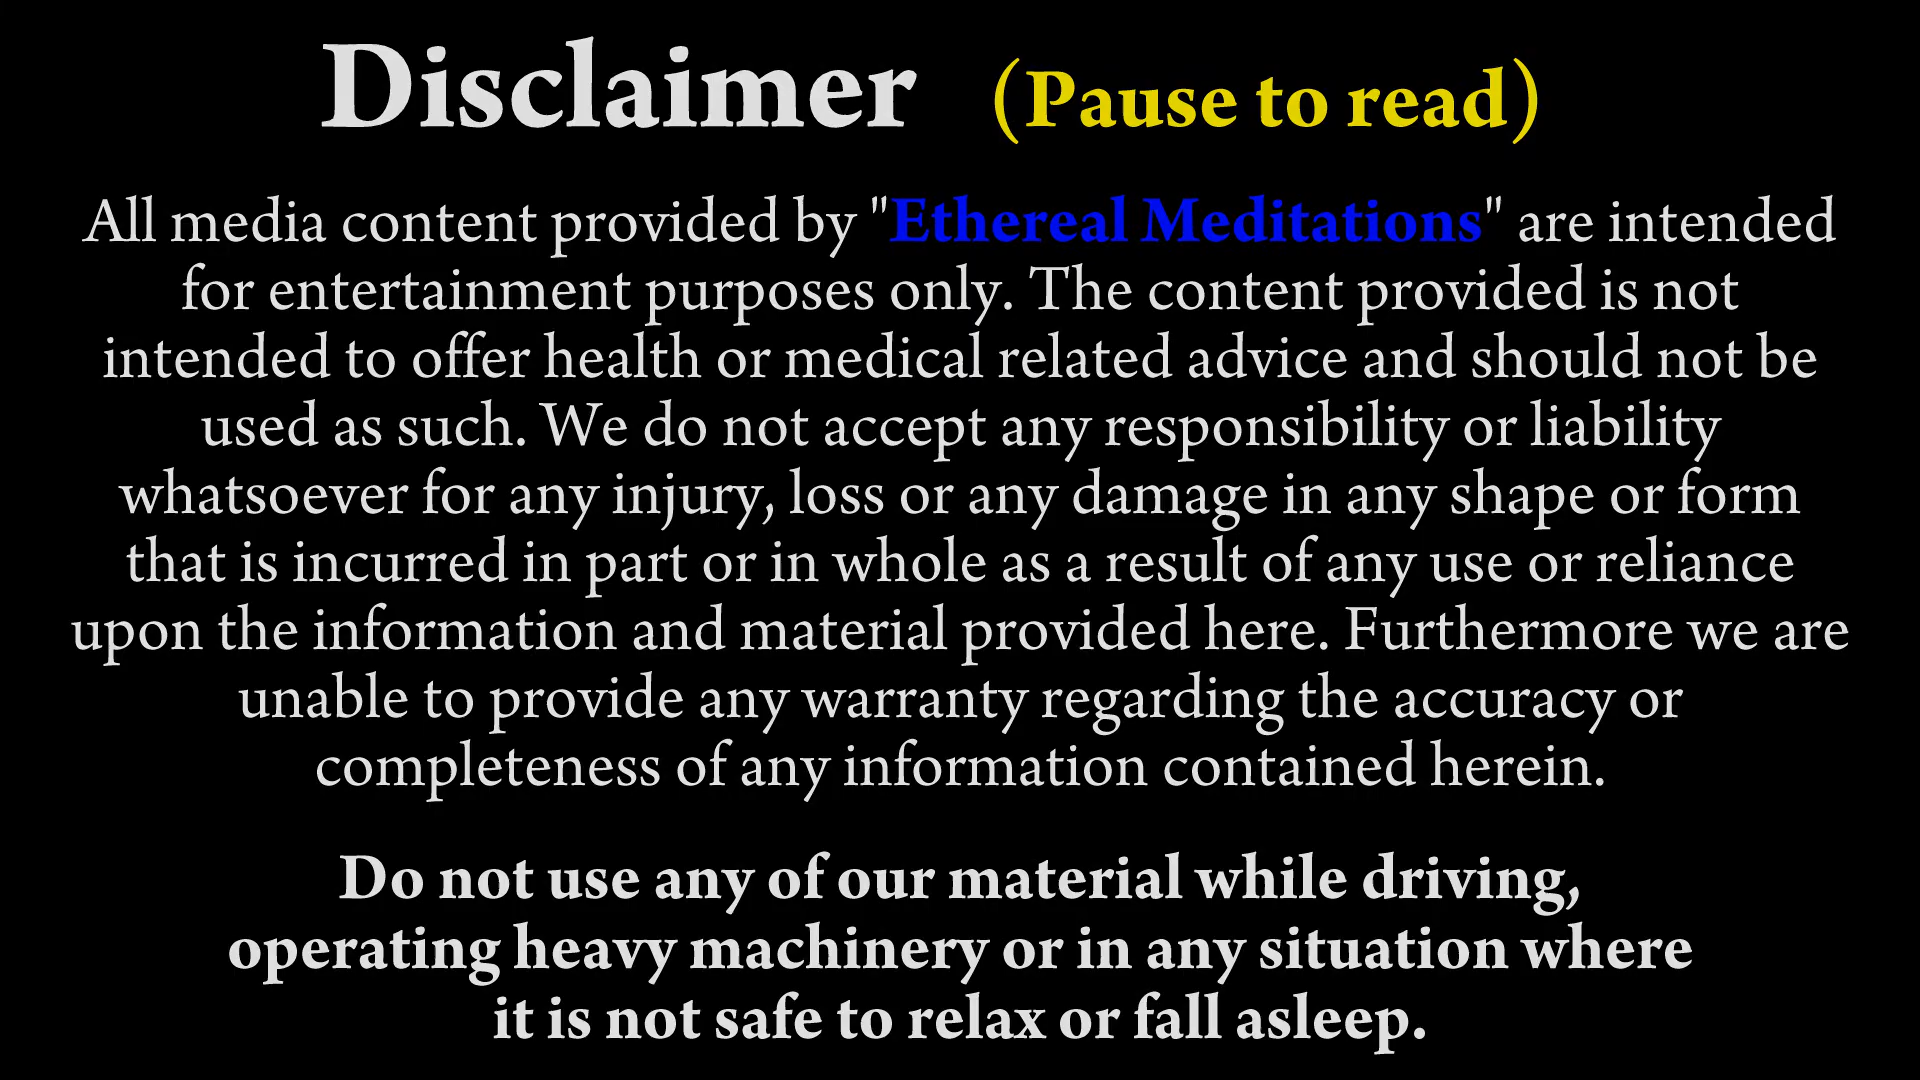 Disclaimer (Pause to read)
All media content provided by "Ethereal Meditations" are intended
for entertainment purposes only. The content provided is not
intended to offer health or medical related advice and should not be
used as such. We do not accept any responsibility or liability
whatsoever for any injury, loss or any damage in any shape or form
that is incurred in part or in whole as a result of any use or reliance
upon the information and material provided here. Furthermore we are
unable to provide any warranty regarding the accuracy or
completeness of any information contained herein.
Do not use any of our material while driving,
operating heavy machinery or in any situation where
it is not safe to relax or fall asleep.